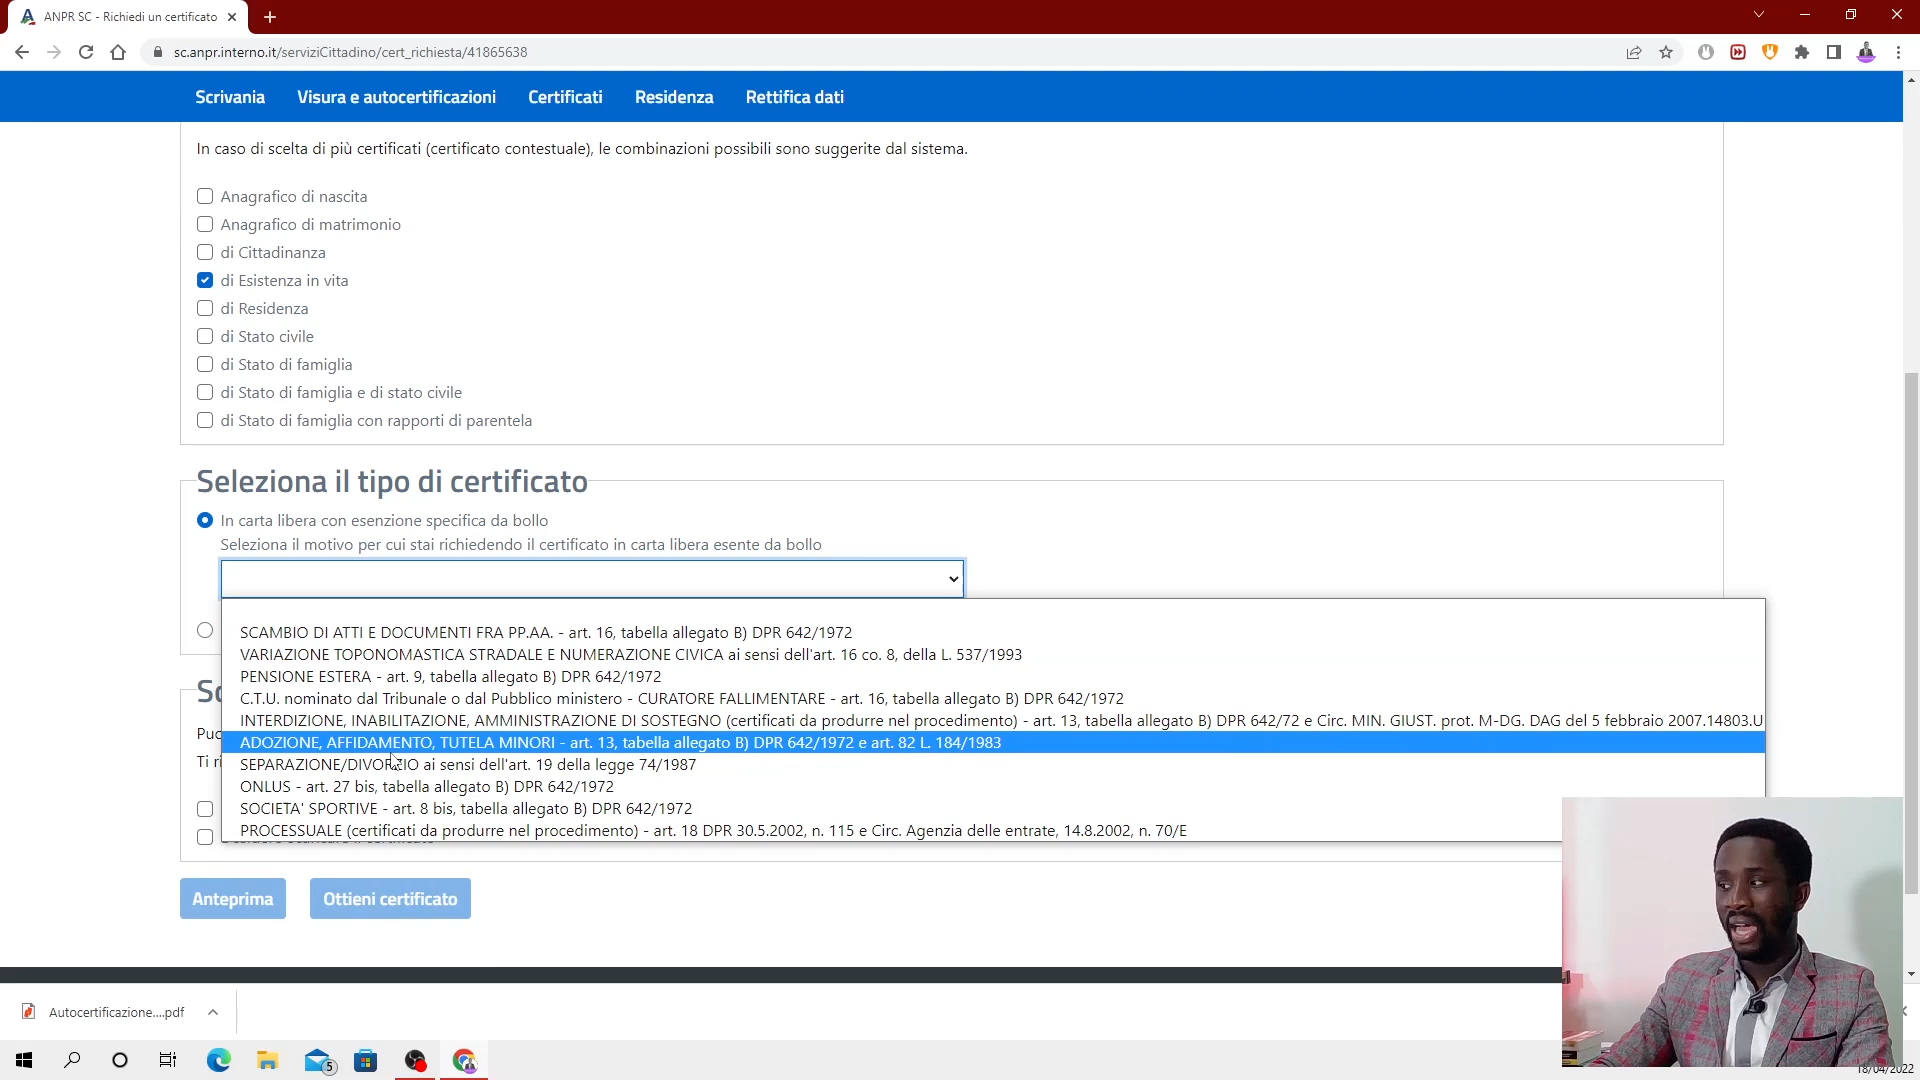 ANPR SC - Richiedi un certificato
sc.anpr.interno.it/serviziCittadino/cert_richiesta/41865638
Scrivania Visura e autocertificazioni Certificati Residenza Rettifica dati
In caso di scelta di più certificati (certificato contestuale), le combinazioni possibili sono suggerite dal sistema.
Anagrafico di nascita
Anagrafico di matrimonio
di Cittadinanza
di Esistenza in vita
di Residenza
di Stato civile
di Stato di famiglia
di Stato di famiglia e di stato civile
di Stato di famiglia con rapporti di parentela
Seleziona il tipo di certificato
In carta libera con esenzione specifica da bollo
Seleziona il motivo per cui stai richiedendo il certificato in carta libera esente da bollo
SCAMBIO DI ATTI E DOCUMENTI FRA PP.AA. - art. 16, tabella allegato B) DPR 642/1972
VARIAZIONE TOPONOMASTICA STRADALE E NUMERAZIONE CIVICA ai sensi dell'art. 16 co. 8, della L. 537/1993
PENSIONE ESTERA - art. 9, tabella allegato B) DPR 642/1972
C.T.U. nominato dal Tribunale o dal Pubblico ministero - CURATORE FALLIMENTARE - art. 16, tabella allegato B) DPR 642/1972
INTERDIZIONE, INABILITAZIONE, AMMINISTRAZIONE DI SOSTEGNO (certificati da produrre nel procedimento) - art. 13, tabella allegato B) DPR 642/72 e Circ. MIN. GIUST. prot. M-DG. DAG del 5 febbraio 2007.14803.U
ADOZIONE, AFFIDAMENTO, TUTELA MINORI - art. 13, tabella allegato B) DPR 642/1972 e art. 82 L. 184/1983
SEPARAZIONE/DIVORZIO ai sensi dell'art. 19 della legge 74/1987
ONLUS - art. 27 bis, tabella allegato B) DPR 642/1972
SOCIETA' SPORTIVE - art. 8 bis, tabella allegato B) DPR 642/1972
PROCESSUALE (certificati da produrre nel procedimento) - art. 18 DPR 30.5.2002, n. 115 e Circ. Agenzia delle entrate, 14.8.2002, n. 70/E
Anteprima Ottieni certificato
Autocertificazione....pdf
5
18/04/2022